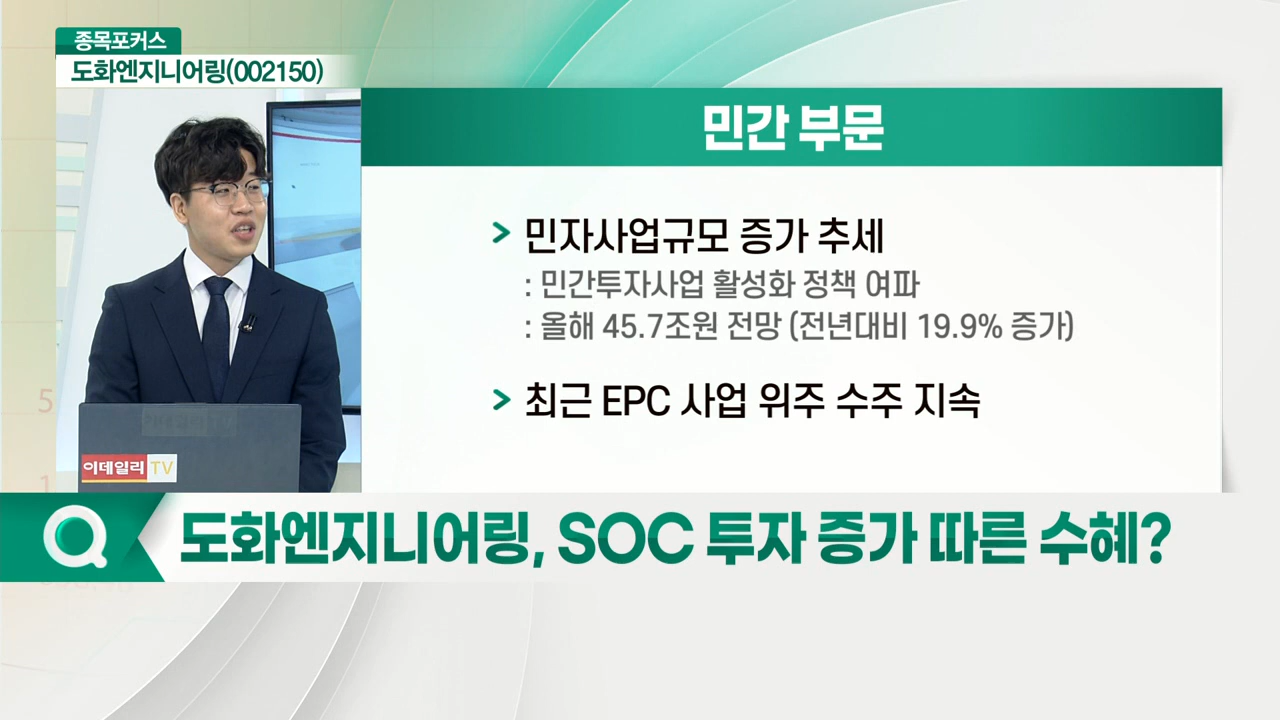 종목포커스
도화엔지니어링(002150)
민간 부문
> 민자사업규모 증가 추세
: 민간투자사업 활성화 정책 여파
: 올해 45.7조원 전망 (전년대비 19.9% 증가)
> 최근 EPC 사업 위주 수주 지속
이데일리 TV
도화엔지니어링, SOC 투자 증가 따른 수혜?